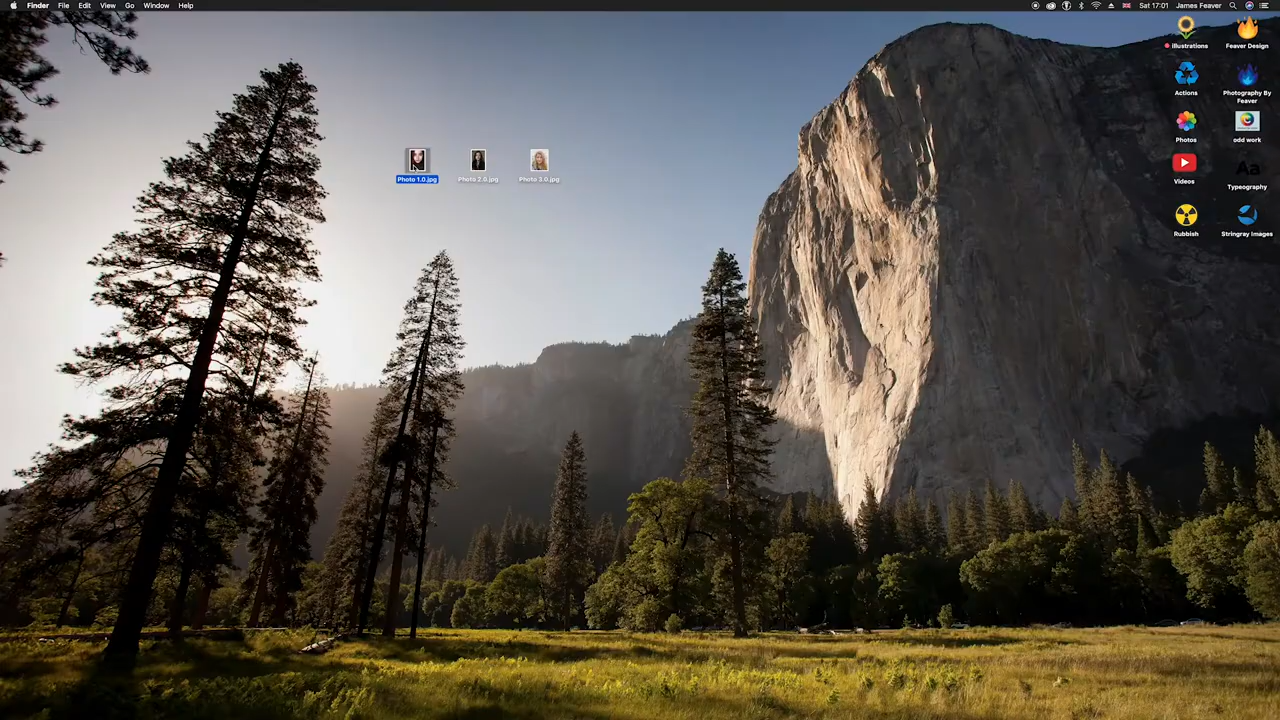 Finder File Edit View Go Window Help
Sat 17:01 James Feaver
Illustrations
Feaver Design
Actions
Photography By
Feaver
Photos
odd work
Videos
Aa
Typeography
Rubbish
Stringray Images
Photo 1.0.jpg
Photo 2.0.jpg
Photo 3.0.jpg